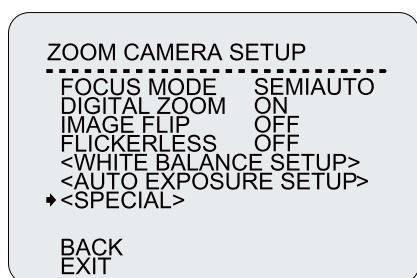 ZOOM CAMERA SETUP
FOCUS MODE SEMIAUTO
DIGITAL ZOOM ON
IMAGE FLIP OFF
FLICKERLESS OFF
<WHITE BALANCE SETUP>
<AUTO EXPOSURE SETUP>
<SPECIAL>
BACK
EXIT